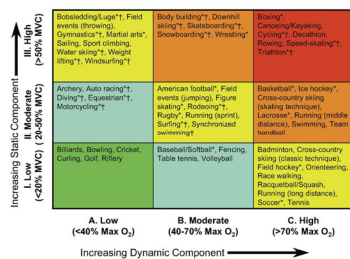 Increasing Static Component
III. High
(>50% MVC)
Bobsledding/Luge*†, Field
events (throwing),
Gymnastics*†, Martial arts*,
Sailing, Sport climbing,
Water skiing*†, Weight
lifting*†, Windsurfing*†
Body building*†, Downhill
skiing*†, Skateboarding*†,
Snowboarding*†, Wrestling*
Boxing*,
Canoeing/Kayaking,
Cycling*†, Decathlon,
Rowing, Speed-skating*†,
Triathlon*†
II. Moderate
(20-50% MVC)
Archery, Auto racing*†,
Diving*†, Equestrian*†,
Motorcycling*†
American football*, Field
events (jumping), Figure
skating*, Rodeoing*†,
Rugby*, Running (sprint),
Surfing*†, Synchronized
swimming†
Basketball*, Ice hockey*,
Cross-country skiing
(skating technique),
Lacrosse*, Running (middle
distance), Swimming, Team
handball
I. Low
(<20% MVC)
Billiards, Bowling, Cricket,
Curling, Golf, Riflery
Baseball/Softball*, Fencing,
Table tennis, Volleyball
Badminton, Cross-country
skiing (classic technique),
Field hockey*, Orienteering,
Race walking,
Racquetball/Squash,
Running (long distance),
Soccer*, Tennis
A. Low
(<40% Max O₂)
B. Moderate
(40-70% Max O₂)
C. High
(>70% Max O₂)
Increasing Dynamic Component